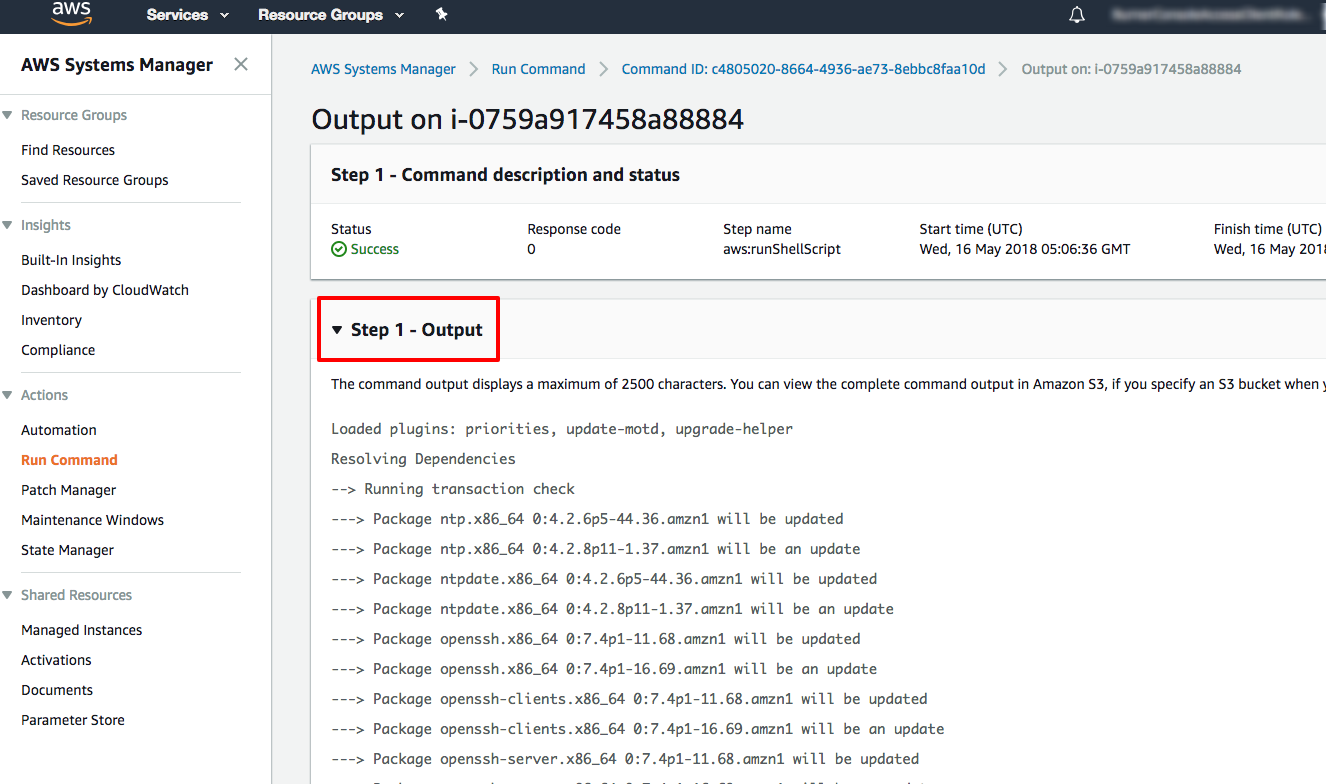 aws Services Resource Groups
AWS Systems Manager
Resource Groups
Find Resources
Saved Resource Groups
Insights
Built-In Insights
Dashboard by CloudWatch
Inventory
Compliance
Actions
Automation
Run Command
Patch Manager
Maintenance Windows
State Manager
Shared Resources
Managed Instances
Activations
Documents
Parameter Store
AWS Systems Manager > Run Command > Command ID: c4805020-8664-4936-ae73-8ebbc8faa10d > Output on: i-0759a917458a88884
Output on i-0759a917458a88884
Step 1 - Command description and status
Status Response code Step name Start time (UTC) Finish time (UTC)
Success 0 aws:runShellScript Wed, 16 May 2018 05:06:36 GMT Wed, 16 May 2018
Step 1 - Output
The command output displays a maximum of 2500 characters. You can view the complete command output in Amazon S3, if you specify an S3 bucket when
Loaded plugins: priorities, update-motd, upgrade-helper
Resolving Dependencies
--> Running transaction check
---> Package ntp.x86_64 0:4.2.6p5-44.36.amzn1 will be updated
---> Package ntp.x86_64 0:4.2.8p11-1.37.amzn1 will be an update
---> Package ntpdate.x86_64 0:4.2.6p5-44.36.amzn1 will be updated
---> Package ntpdate.x86_64 0:4.2.8p11-1.37.amzn1 will be an update
---> Package openssh.x86_64 0:7.4p1-11.68.amzn1 will be updated
---> Package openssh.x86_64 0:7.4p1-16.69.amzn1 will be an update
---> Package openssh-clients.x86_64 0:7.4p1-11.68.amzn1 will be updated
---> Package openssh-clients.x86_64 0:7.4p1-16.69.amzn1 will be an update
---> Package openssh-server.x86_64 0:7.4p1-11.68.amzn1 will be updated